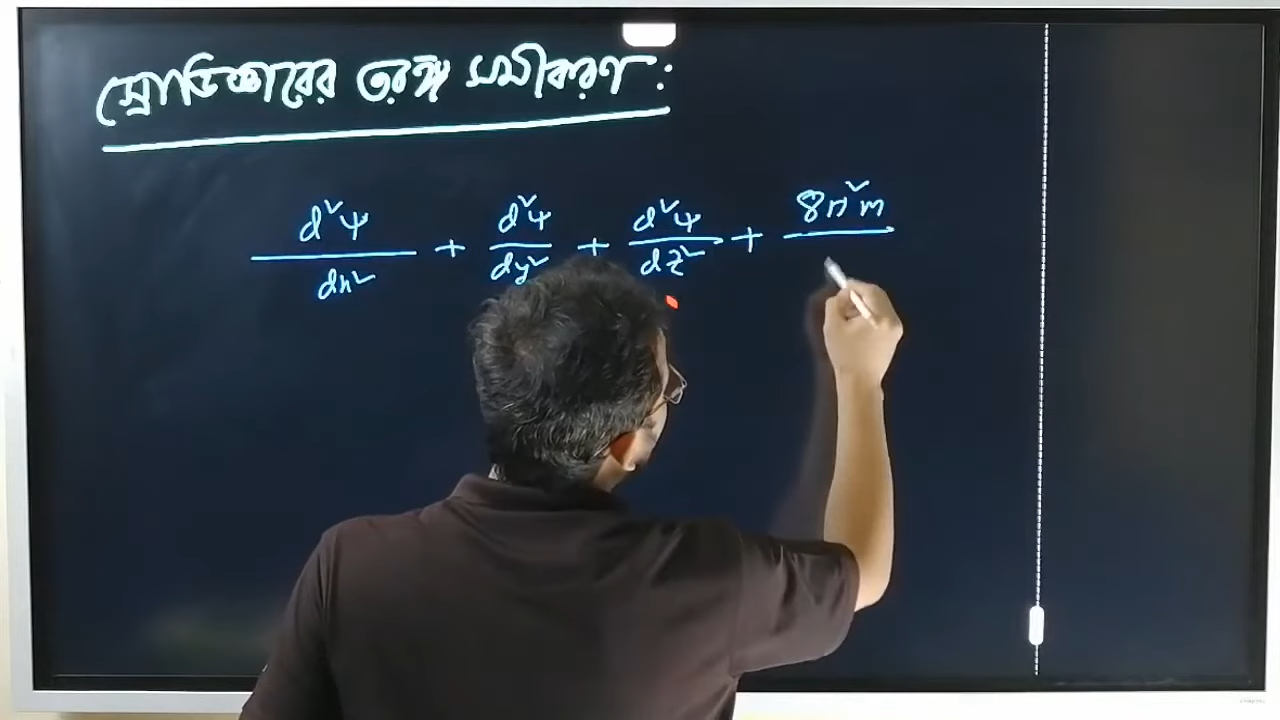 স্রোডিঞ্জারের তরঙ্গ সমীকরণ :
d²ψ/dx² + d²ψ/dy² + d²ψ/dz² + 8π²m